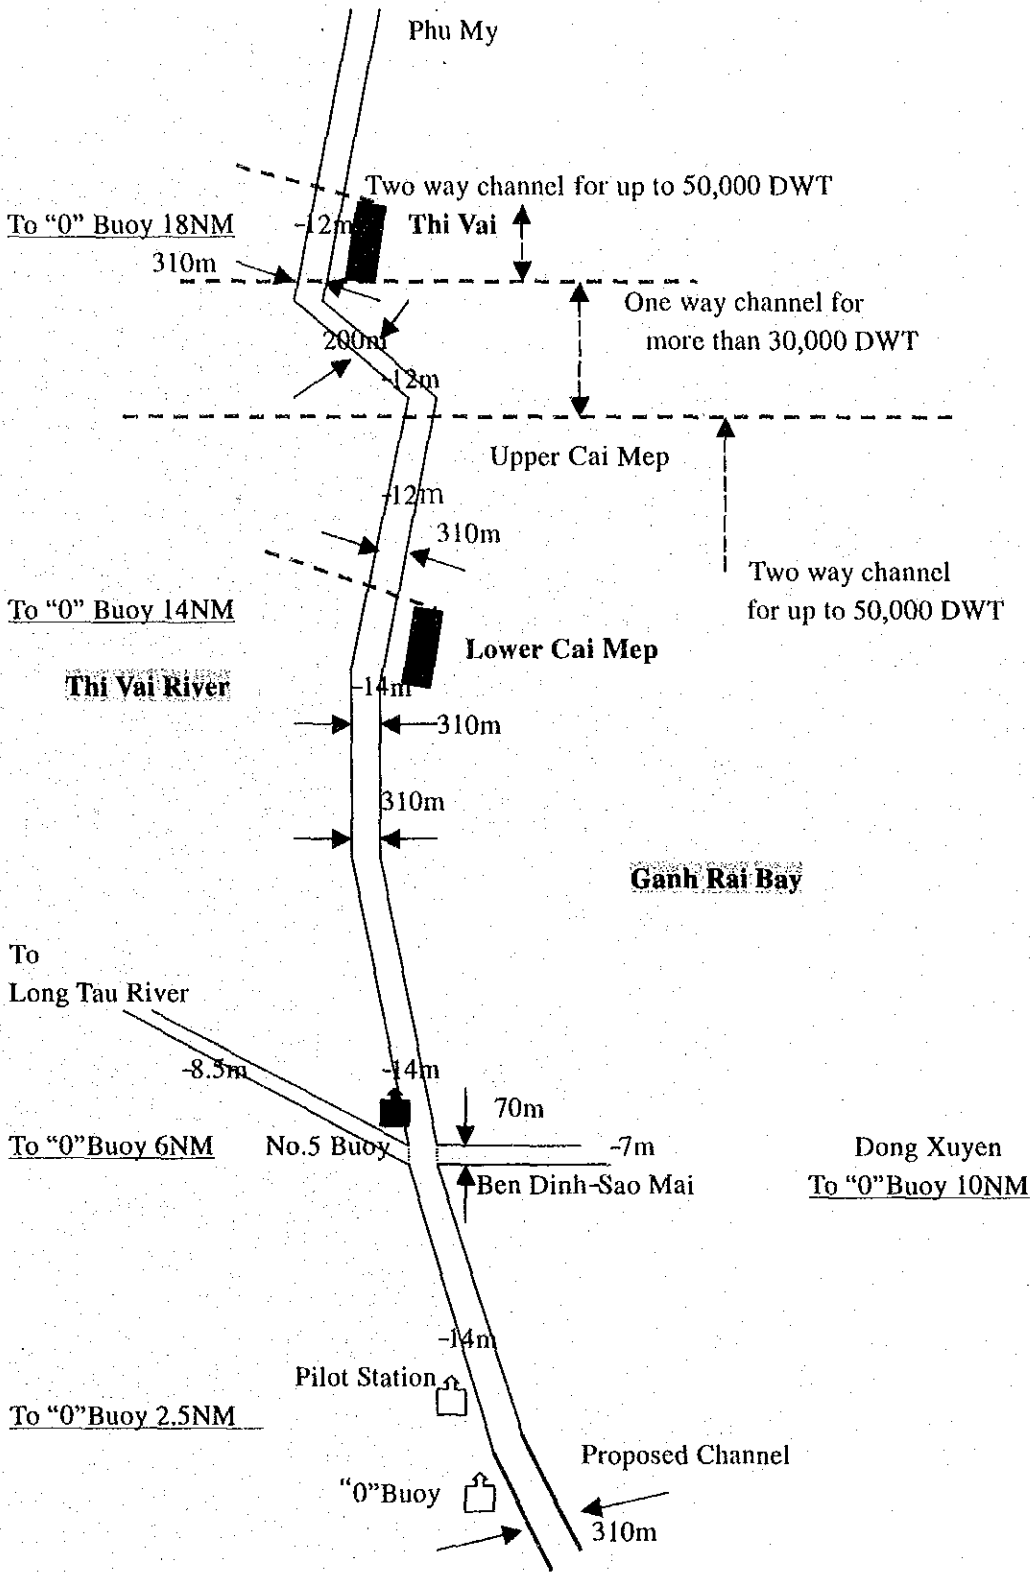 Phu My
Two way channel for up to 50,000 DWT
To “0” Buoy 18NM
-12m
Thi Vai
310m
One way channel for
more than 30,000 DWT
200m
-12m
Upper Cai Mep
-12m
310m
Two way channel
for up to 50,000 DWT
To “0” Buoy 14NM
Lower Cai Mep
Thi Vai River
-14m
310m
310m
Ganh Rai Bay
To
Long Tau River
-8.5m
-14m
70m
To “0”Buoy 6NM
No.5 Buoy
-7m
Dong Xuyen
Ben Dinh-Sao Mai
To “0”Buoy 10NM
-14m
Pilot Station
To “0”Buoy 2.5NM
Proposed Channel
“0”Buoy
310m